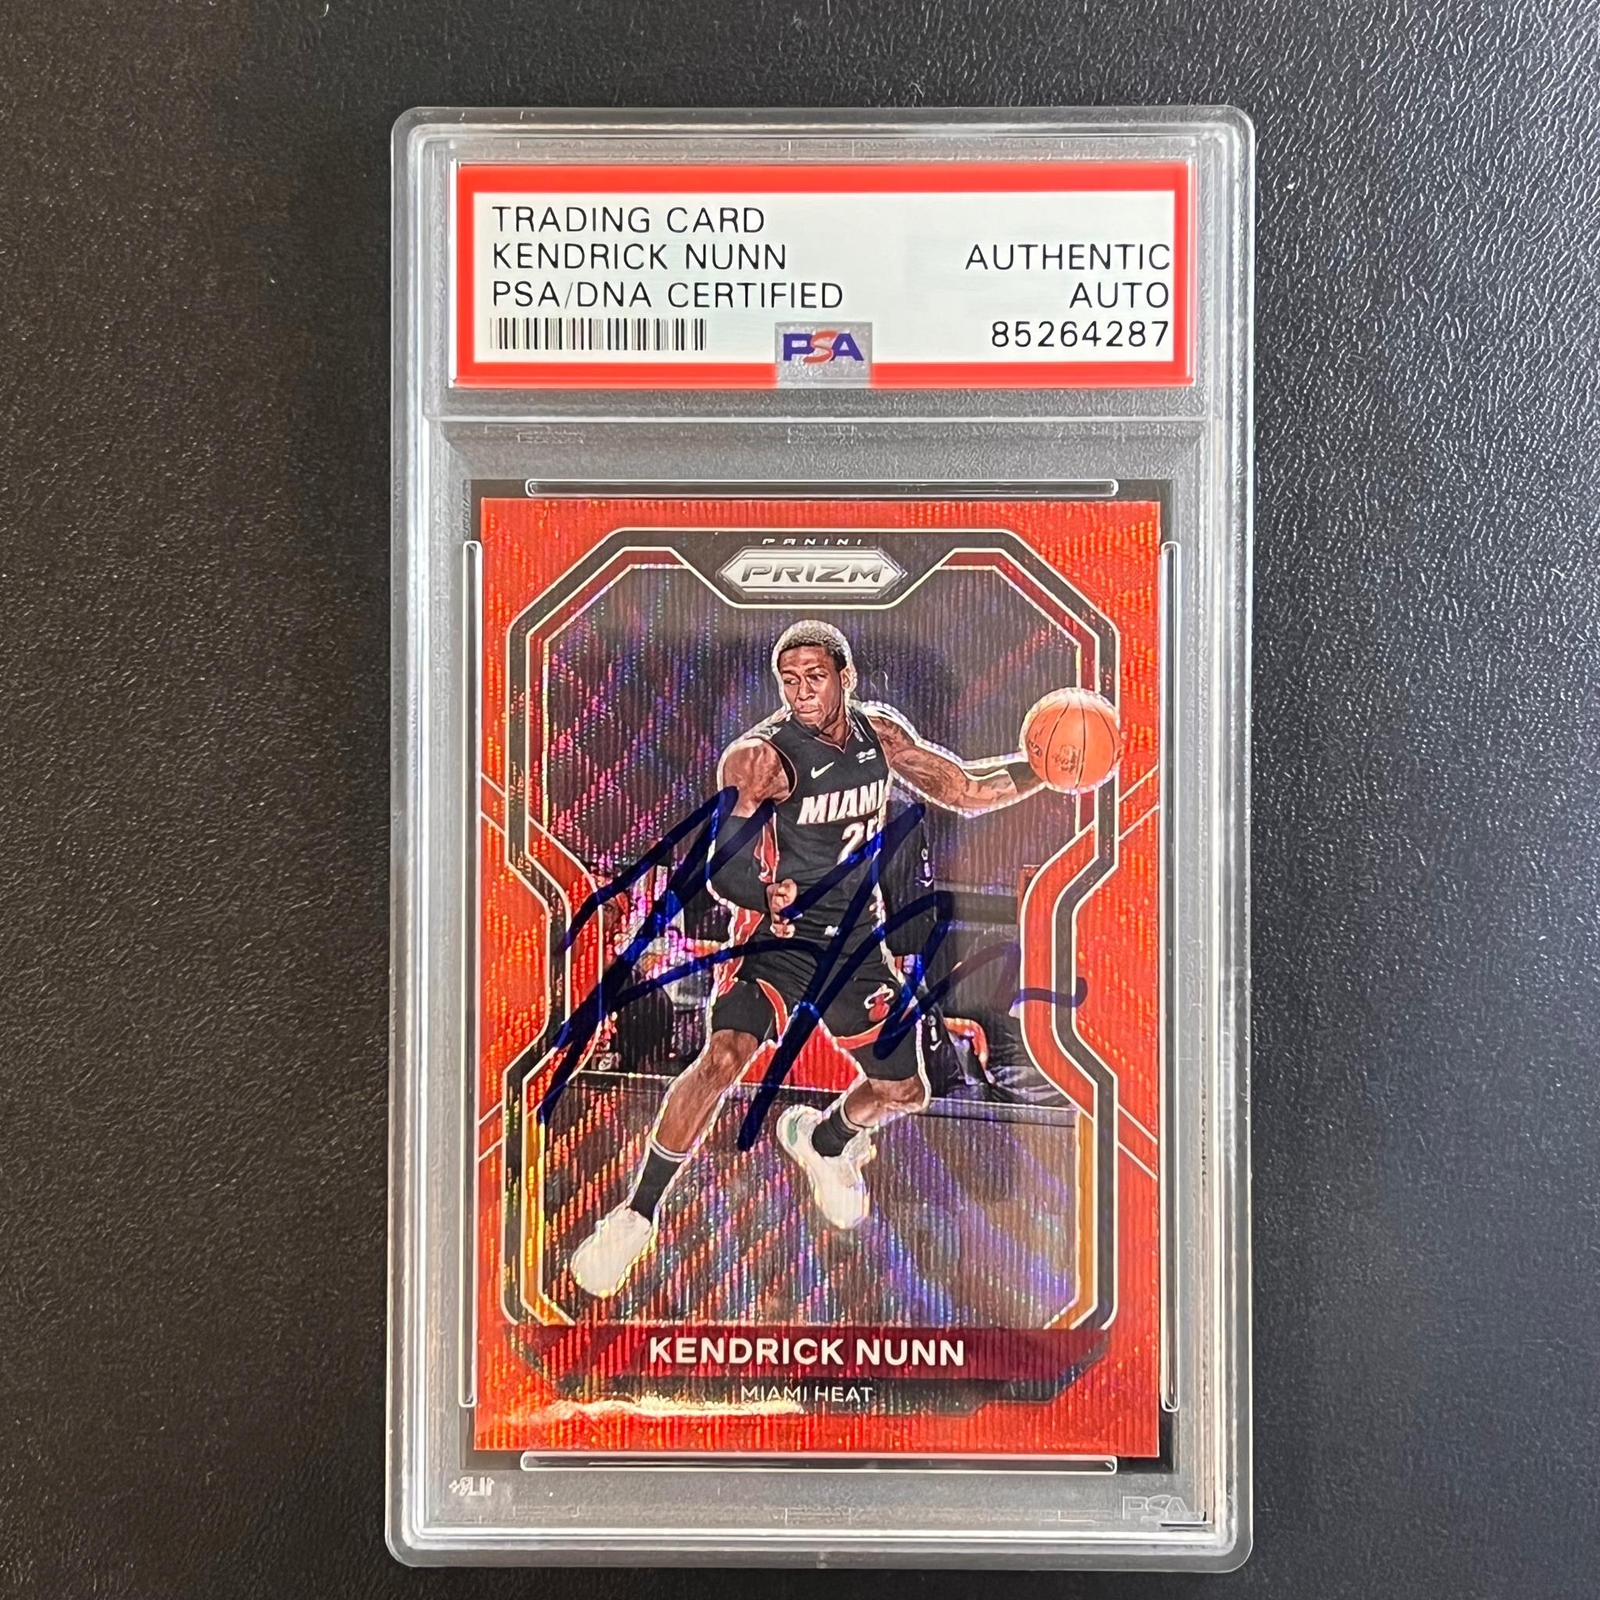 TRADING CARD
KENDRICK NUNN
PSA/DNA CERTIFIED
AUTHENTIC
AUTO
85264287
PSA
PANINI
PRIZM
MIAMI
KENDRICK NUNN
MIAMI HEAT
PSA